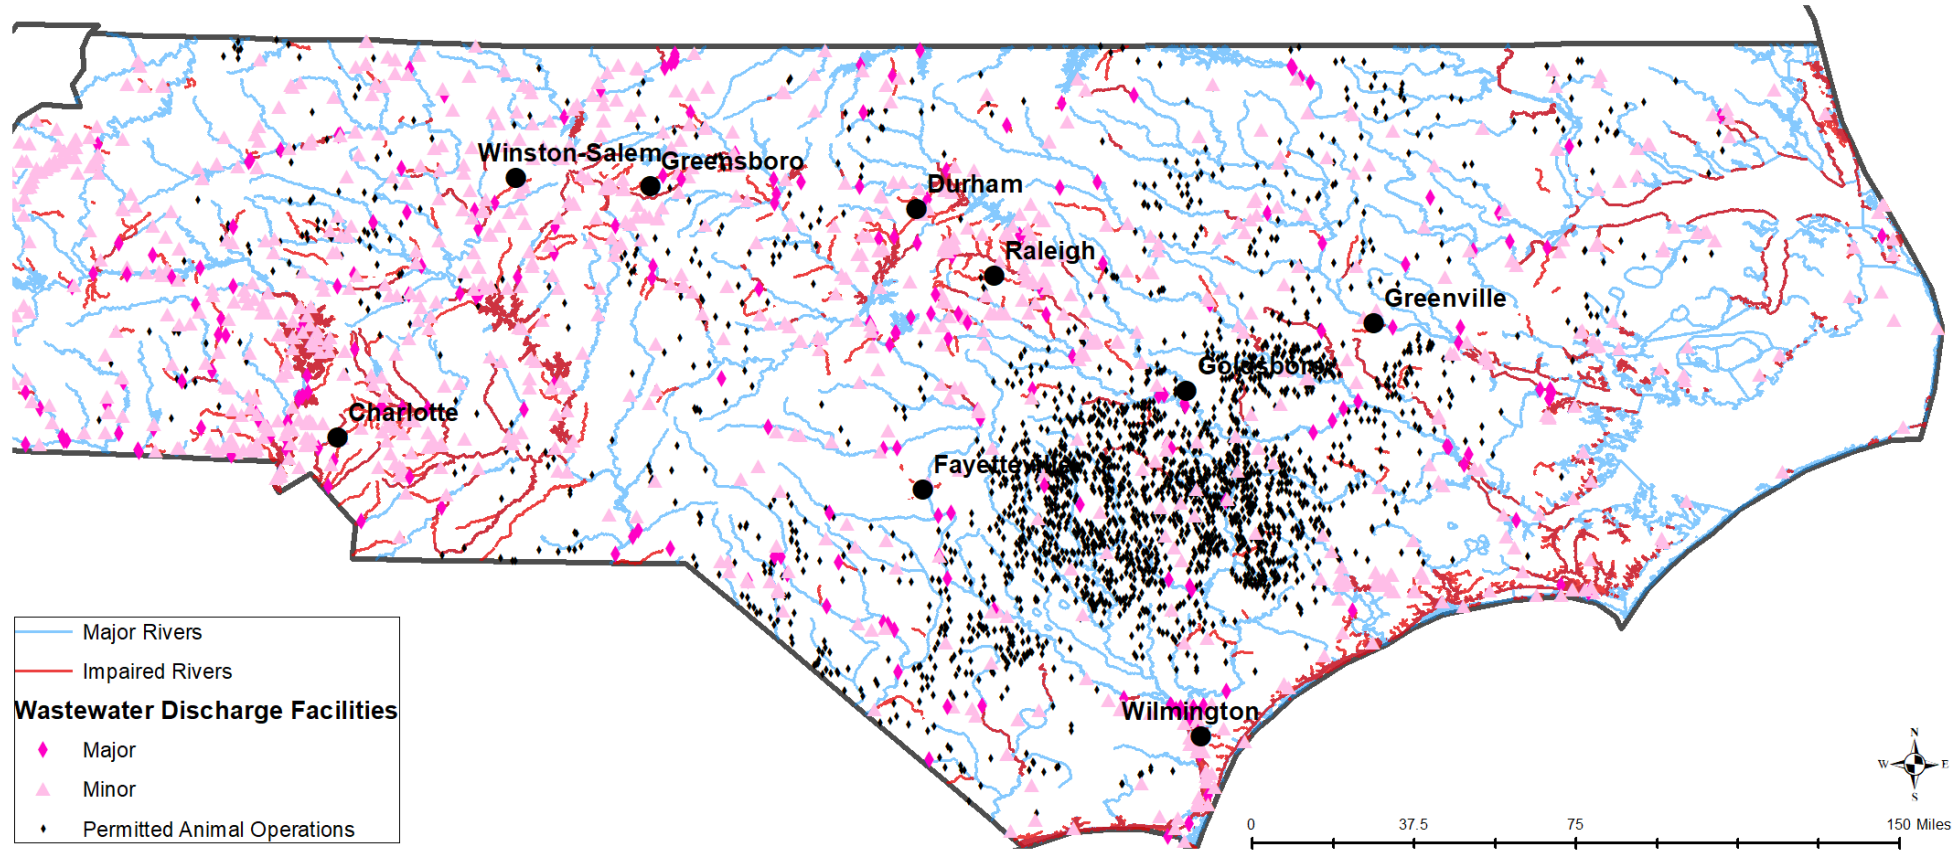 Winston-Salem
Greensboro
Durham
Raleigh
Greenville
Goldsboro
Charlotte
Fayetteville
Wilmington
Major Rivers
Impaired Rivers
Wastewater Discharge Facilities
Major
Minor
Permitted Animal Operations
N
W E
S
0 37.5 75 150 Miles